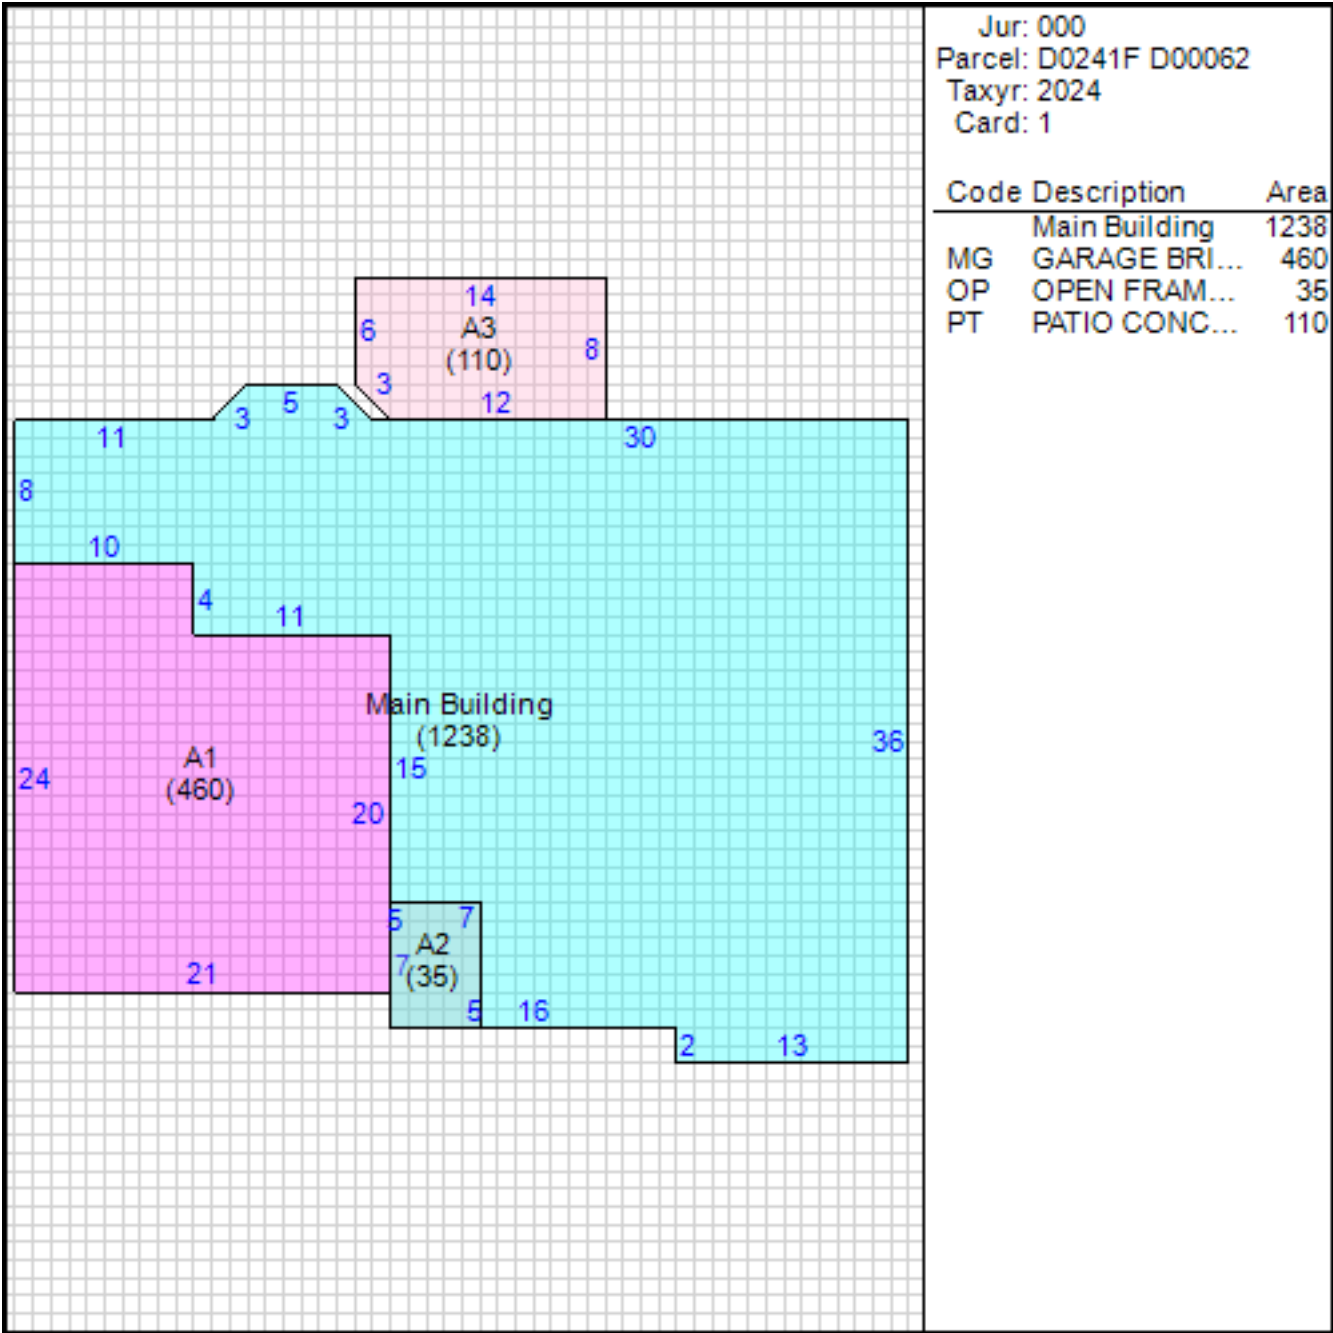 Jur: 000
Parcel: D0241F D00062
Taxyr: 2024
Card: 1
Code Description Area
Main Building 1238
MG GARAGE BRI... 460
OP OPEN FRAM... 35
PT PATIO CONC... 110
14
6
A3
8
(110)
3
12
5
3
3
11
30
8
10
4
11
Main Building
(1238)
36
A1
15
24
(460)
20
5
7
A2
7
(35)
21
5
16
2
13